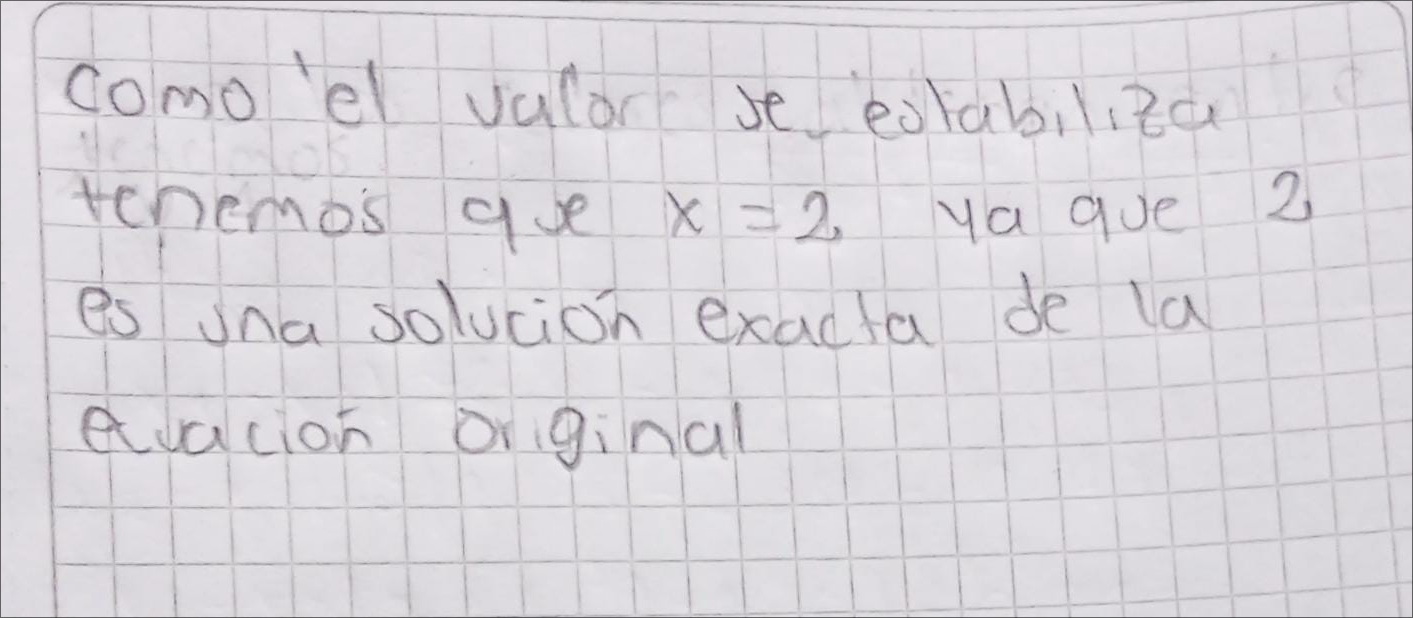 como el valor se estabiliza
tenemos que x = 2 ya que 2
es una solución exacta de la
ecuación original